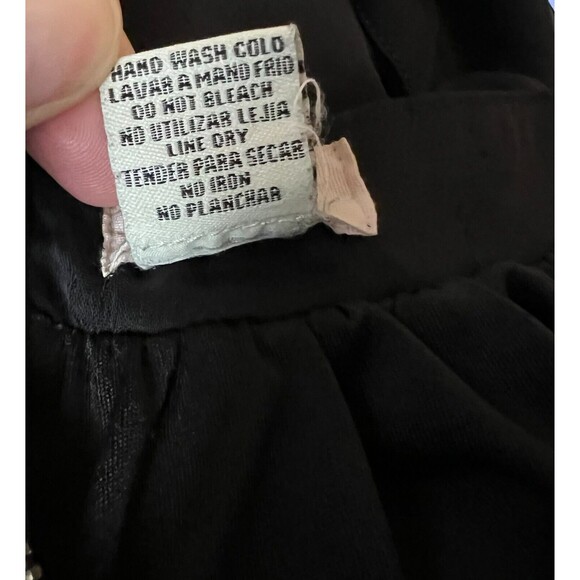 HAND WASH COLD
LAVAR A MANO FRIO
DO NOT BLEACH
NO UTILIZAR LEJIA
LINE DRY
TENDER PARA SECAR
NO IRON
NO PLANCHAR